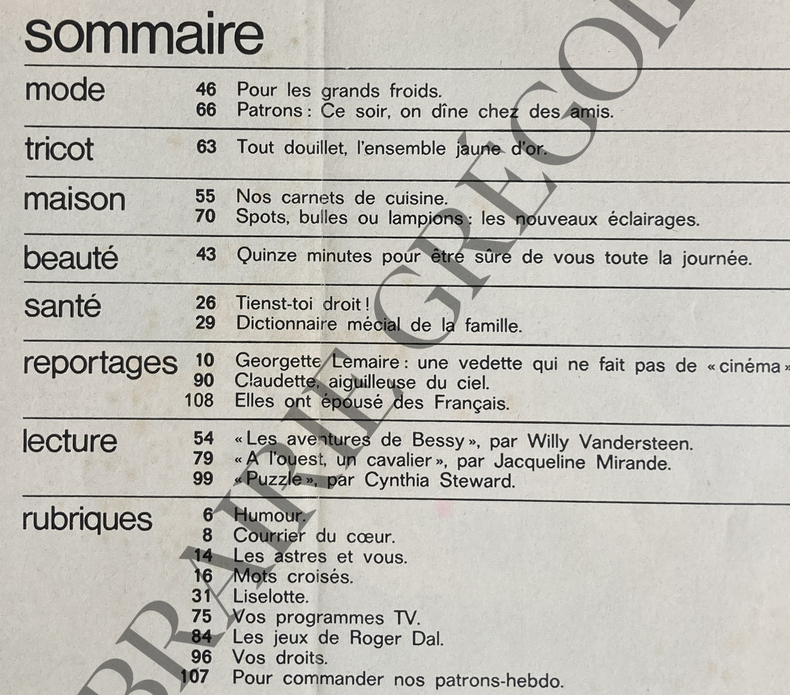 sommaire
mode 46 Pour les grands froids.
66 Patrons : Ce soir, on dîne chez des amis.
tricot 63 Tout douillet, l'ensemble jaune d'or.
maison 55 Nos carnets de cuisine.
70 Spots, bulles ou lampions : les nouveaux éclairages.
beauté 43 Quinze minutes pour être sûre de vous toute la journée.
santé 26 Tienst-toi droit !
29 Dictionnaire mécial de la famille.
reportages 10 Georgette Lemaire : une vedette qui ne fait pas de « cinéma »
90 Claudette, aiguilleuse du ciel.
108 Elles ont épousé des Français.
lecture 54 « Les aventures de Bessy », par Willy Vandersteen.
79 « A l'ouest, un cavalier », par Jacqueline Mirande.
99 « Puzzle », par Cynthia Steward.
rubriques 6 Humour.
8 Courrier du cœur.
14 Les astres et vous.
16 Mots croisés.
31 Liselotte.
75 Vos programmes TV.
84 Les jeux de Roger Dal.
96 Vos droits.
107 Pour commander nos patrons-hebdo.
BRAIRIE GRÉGOI